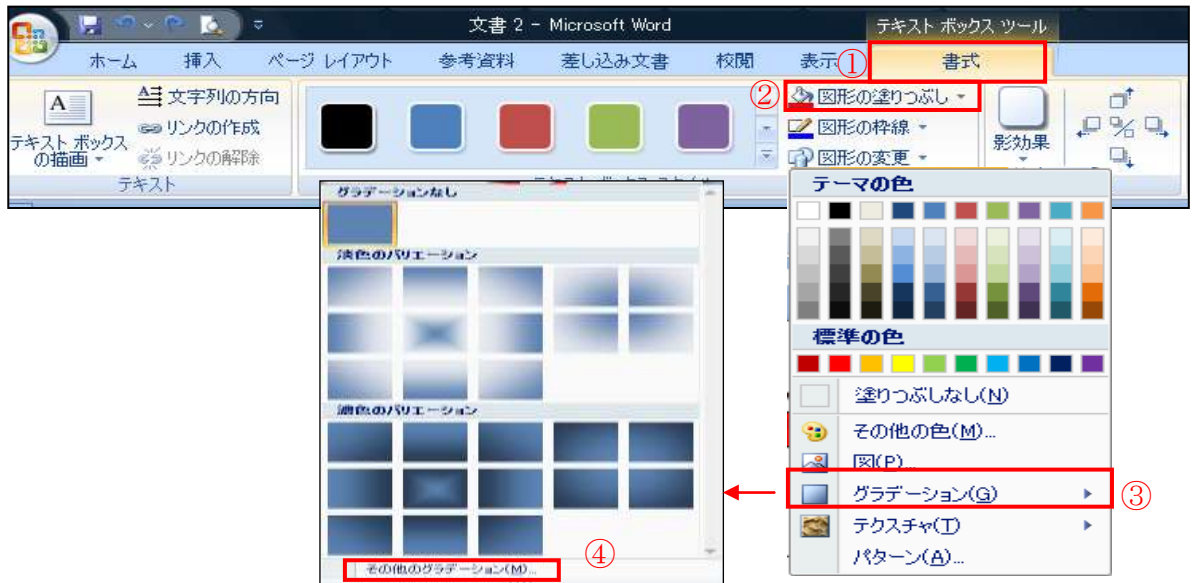 文書 2 - Microsoft Word
テキスト ボックス ツール
ホーム 挿入 ページ レイアウト 参考資料 差し込み文書 校閲 表示 ① 書式
②
A
テキスト ボックス
の描画
文字列の方向
リンクの作成
リンクの解除
テキスト
図形の塗りつぶし
図形の枠線
図形の変更
影効果
グラデーションなし
淡色のバリエーション
濃色のバリエーション
その他のグラデーション(M)...
④
テーマの色
標準の色
塗りつぶしなし(N)
その他の色(M)...
図(P)...
グラデーション(G)
③
テクスチャ(T)
パターン(A)...